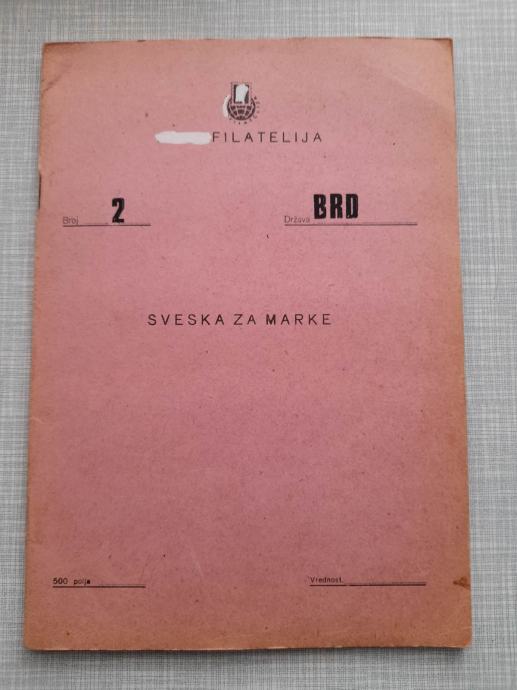 FILATELIJA
Broj 2
Država BRD
SVESKA ZA MARKE
500 polja
Vrednost